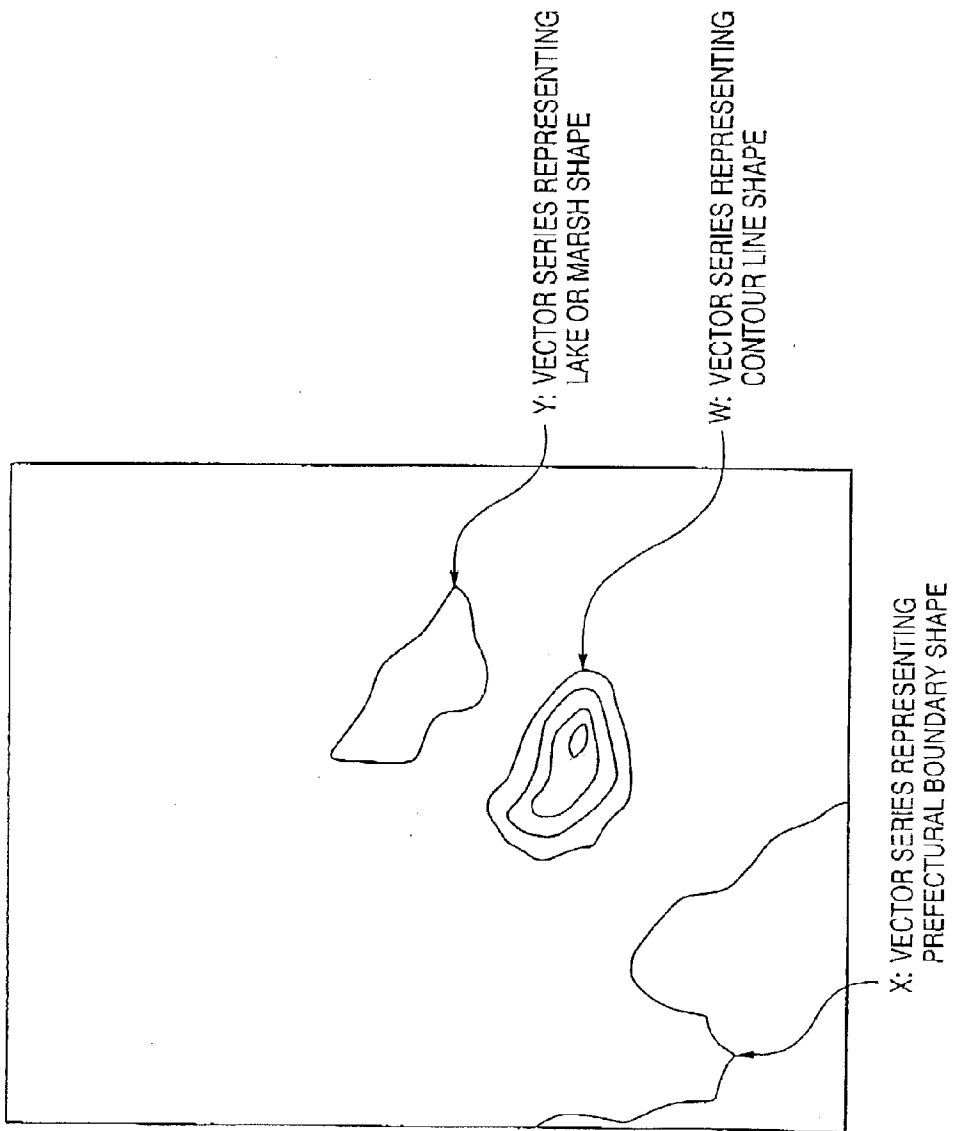 Y: VECTOR SERIES REPRESENTING
LAKE OR MARSH SHAPE
W: VECTOR SERIES REPRESENTING
CONTOUR LINE SHAPE
X: VECTOR SERIES REPRESENTING
PREFECTURAL BOUNDARY SHAPE